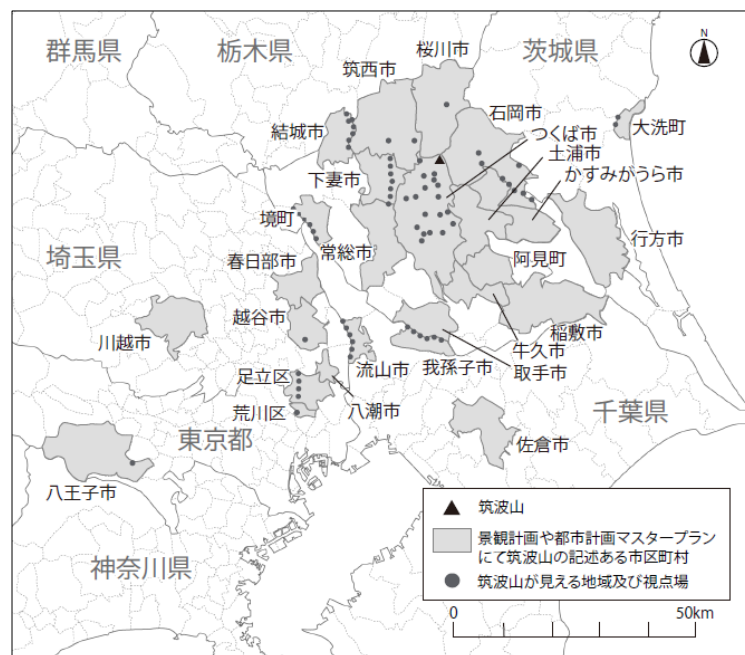 群馬県
栃木県
桜川市
茨城県
N
筑西市
石岡市
結城市
大洗町
つくば市
土浦市
かすみがうら市
下妻市
境町
行方市
埼玉県
春日部市
常総市
阿見町
越谷市
稲敷市
川越市
牛久市
足立区
流山市
我孫子市
取手市
荒川区
八潮市
千葉県
東京都
佐倉市
八王子市
筑波山
景観計画や都市計画マスタープラン
にて筑波山の記述ある市区町村
神奈川県
筑波山が見える地域及び視点場
0
50km